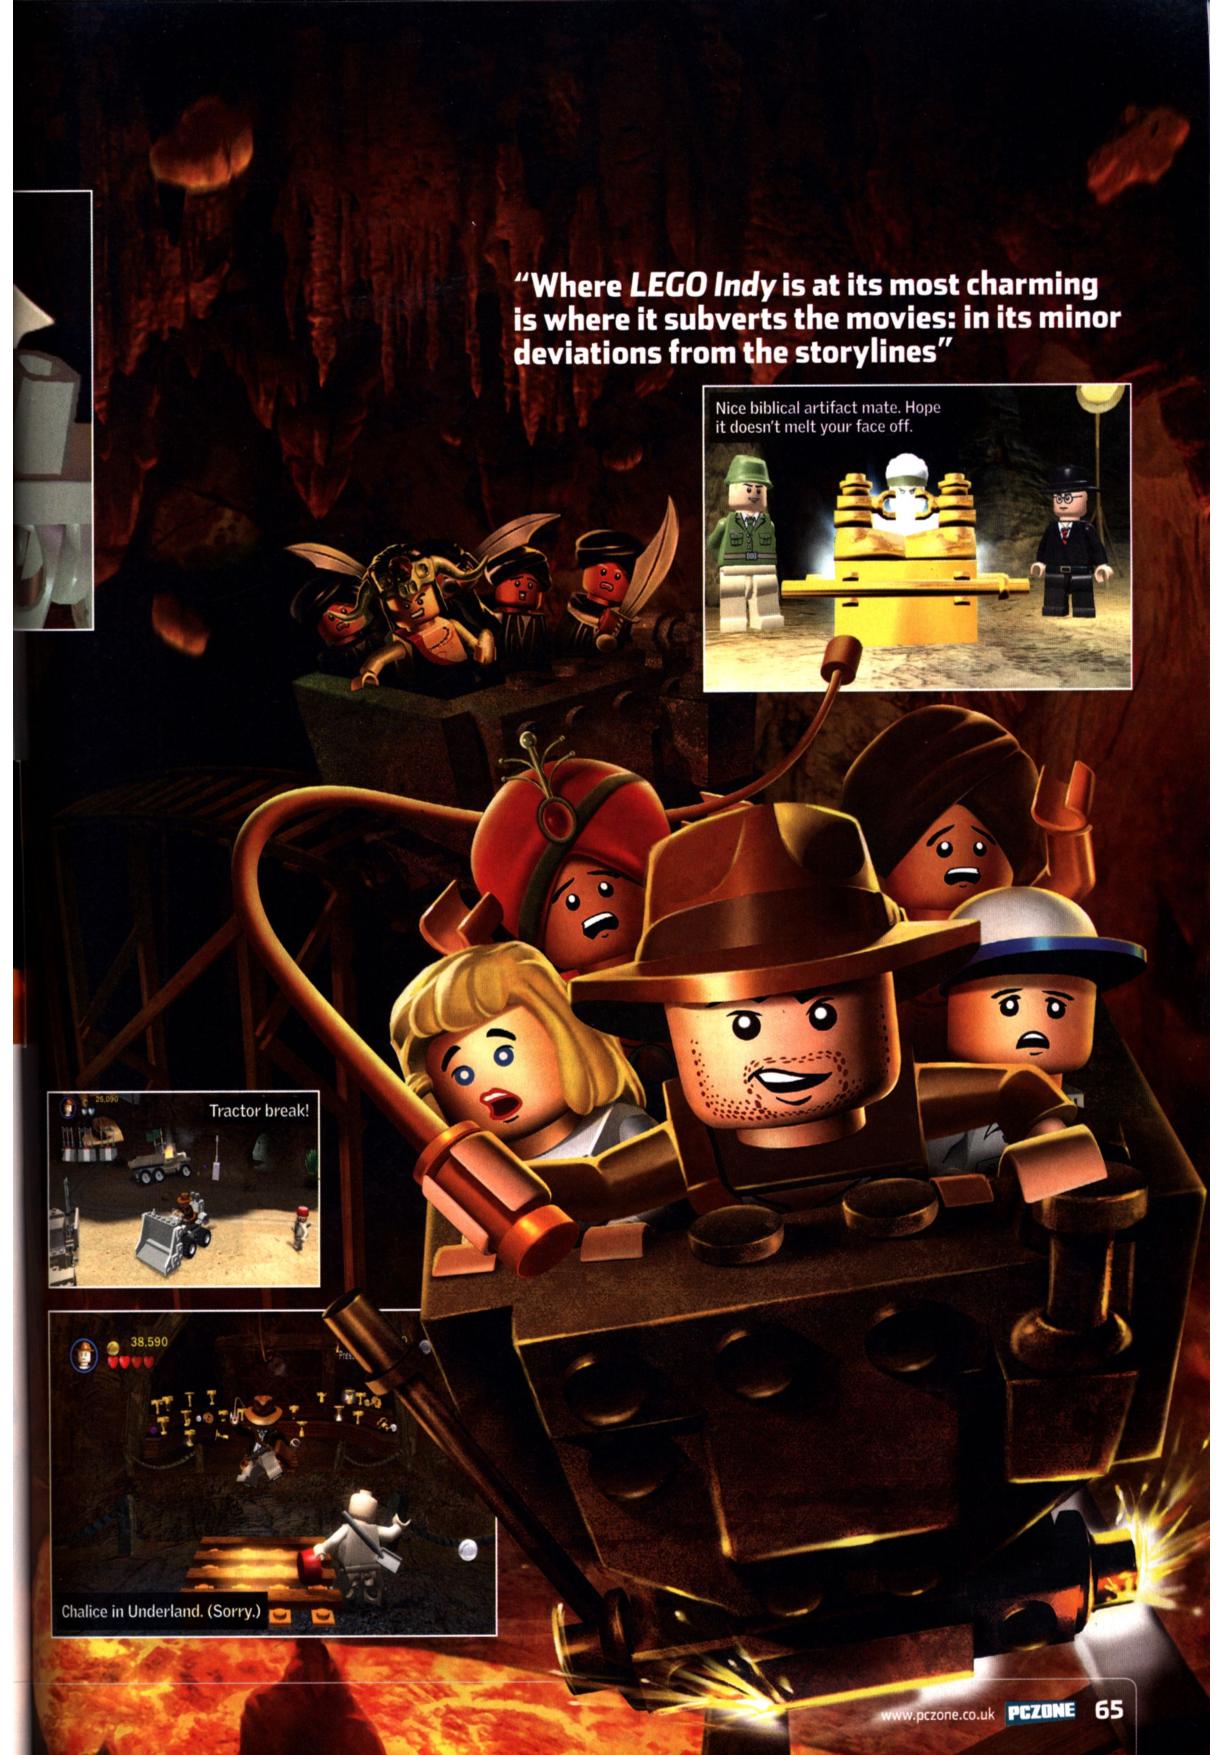 “Where LEGO Indy is at its most charming
is where it subverts the movies: in its minor
deviations from the storylines”
Nice biblical artifact mate. Hope
it doesn’t melt your face off.
25,090
Tractor break!
38,590
Chalice in Underland. (Sorry.)
www.pczone.co.uk PCZONE 65